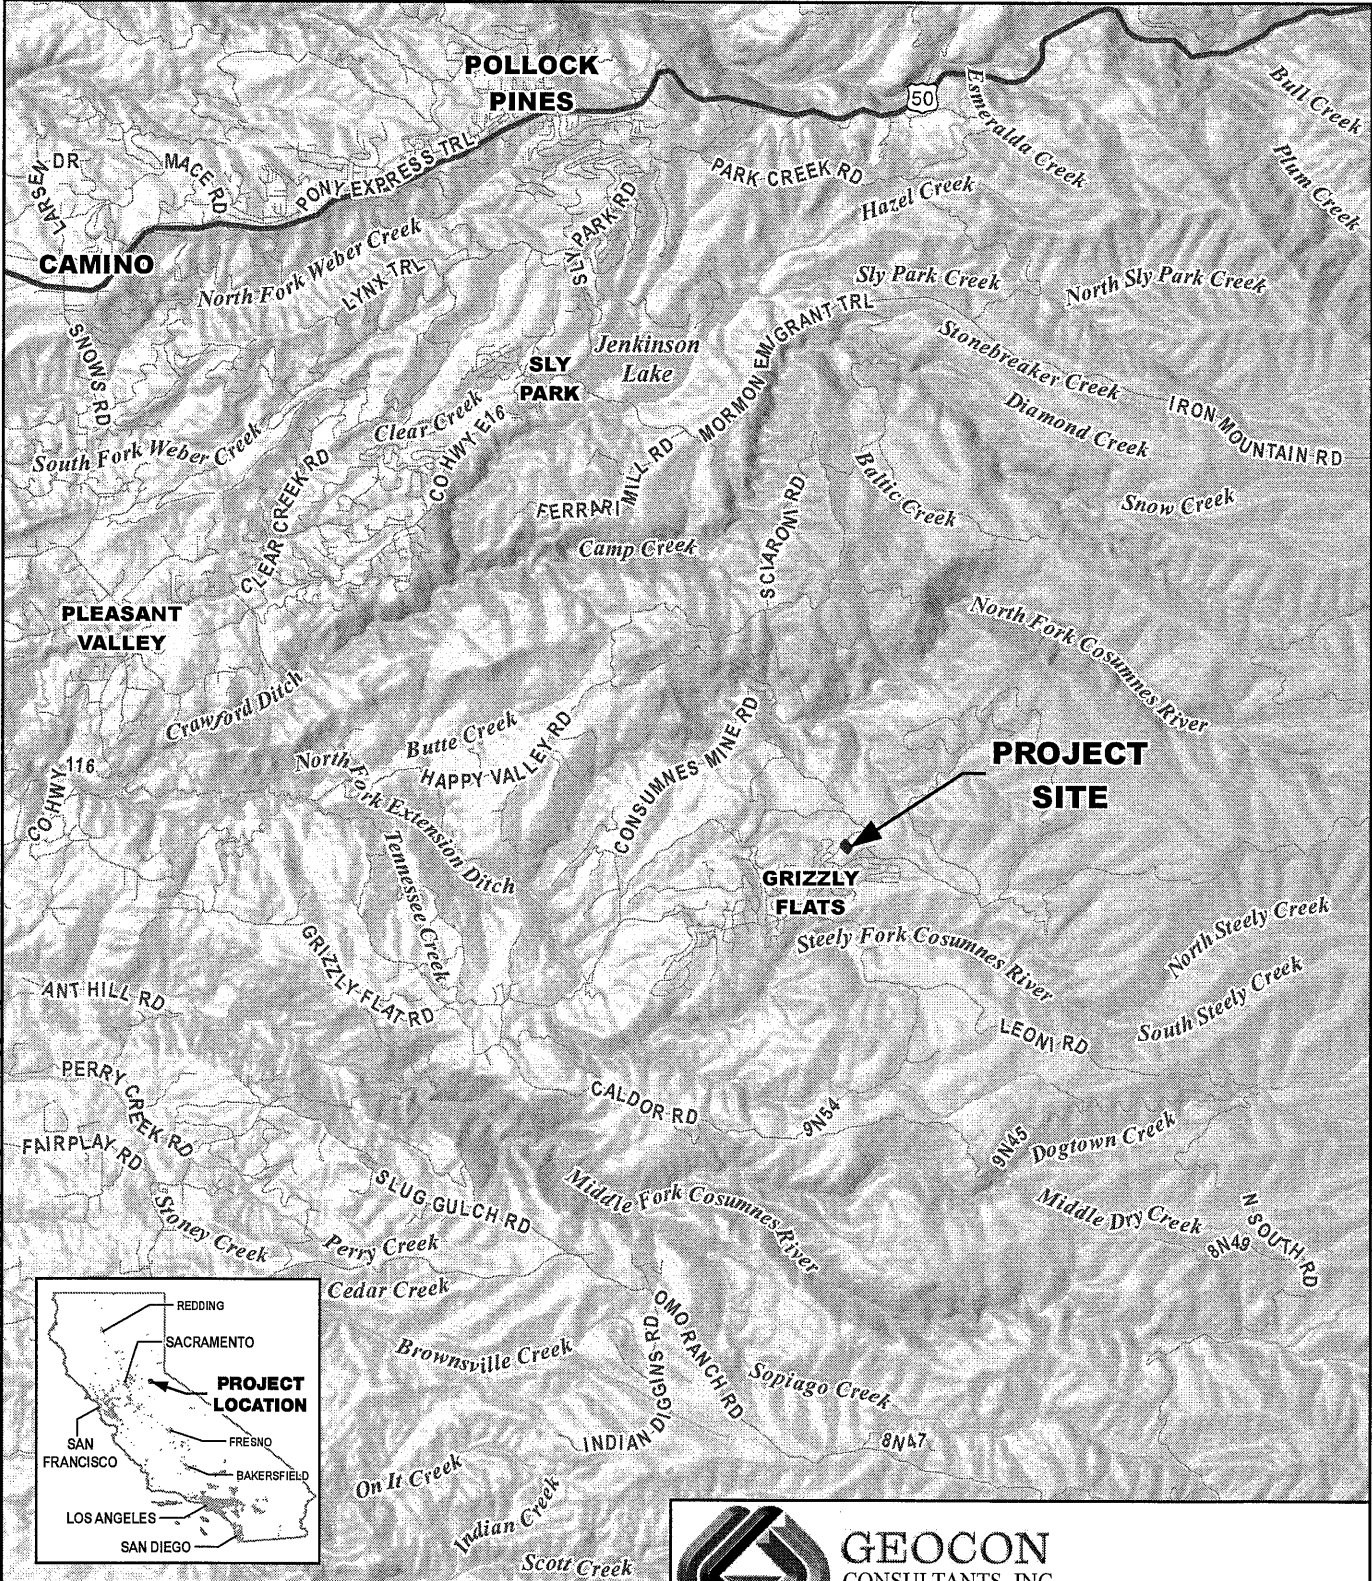 POLLOCK
PINES
50
Esmeralda Creek
Bull Creek
Plum Creek
LARSEN DR
MACE RD
PONY EXPRESS TRL
PARK CREEK RD
Hazel Creek
SLY PARK RD
CAMINO
North Fork Weber Creek
LYNX TRL
Sly Park Creek
North Sly Park Creek
SNOWS RD
Jenkinson
Lake
SLY
PARK
MORMON EMIGRANT TRL
Stonebreaker Creek
Diamond Creek
IRON MOUNTAIN RD
South Fork Weber Creek
Clear Creek
CO HWY E16
CLEAR CREEK RD
FERRARI MILL RD
Baltic Creek
Snow Creek
Camp Creek
SCIARONI RD
PLEASANT
VALLEY
North Fork Cosumnes River
Crawford Ditch
Butte Creek
HAPPY VALLEY RD
CONSUMNES MINE RD
North Fork Extension Ditch
CO HWY 116
PROJECT
SITE
Tennessee Creek
GRIZZLY
FLATS
Steely Fork Cosumnes River
North Steely Creek
South Steely Creek
GRIZZLY FLAT RD
ANT HILL RD
LEONI RD
PERRY CREEK RD
CALDOR RD
9N54
9N45
Dogtown Creek
FAIRPLAY RD
SLUG GULCH RD
Middle Fork Cosumnes River
Middle Dry Creek
8N49
N SOUTH RD
Stoney Creek
Perry Creek
Cedar Creek
OMO RANCH RD
Brownsville Creek
INDIAN DIGGINS RD
Sopiago Creek
8N47
On It Creek
Indian Creek
Scott Creek
REDDING
SACRAMENTO
PROJECT
LOCATION
SAN
FRANCISCO
FRESNO
BAKERSFIELD
LOS ANGELES
SAN DIEGO
GEOCON
CONSULTANTS, INC